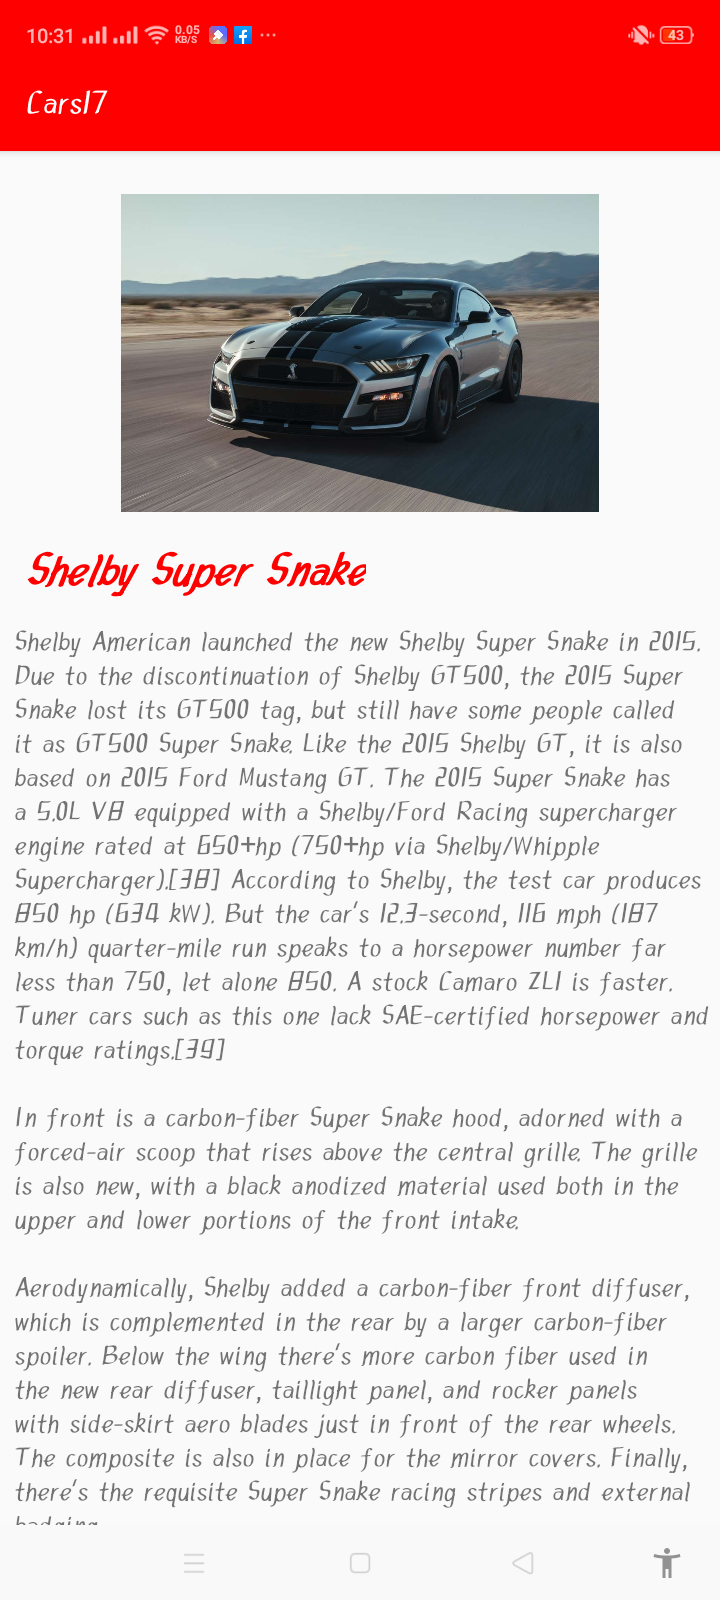 10:31 0.05 KB/S 43
Cars17
Shelby Super Snake
Shelby American launched the new Shelby Super Snake in 2015.
Due to the discontinuation of Shelby GT500, the 2015 Super
Snake lost its GT500 tag, but still have some people called
it as GT500 Super Snake. Like the 2015 Shelby GT, it is also
based on 2015 Ford Mustang GT. The 2015 Super Snake has
a 5.0L V8 equipped with a Shelby/Ford Racing supercharger
engine rated at 650+hp (750+hp via Shelby/Whipple
Supercharger).[38] According to Shelby, the test car produces
850 hp (634 kW). But the car's 12.3-second, 116 mph (187
km/h) quarter-mile run speaks to a horsepower number far
less than 750, let alone 850. A stock Camaro ZL1 is faster.
Tuner cars such as this one lack SAE-certified horsepower and
torque ratings.[39]
In front is a carbon-fiber Super Snake hood, adorned with a
forced-air scoop that rises above the central grille. The grille
is also new, with a black anodized material used both in the
upper and lower portions of the front intake.
Aerodynamically, Shelby added a carbon-fiber front diffuser,
which is complemented in the rear by a larger carbon-fiber
spoiler. Below the wing there's more carbon fiber used in
the new rear diffuser, taillight panel, and rocker panels
with side-skirt aero blades just in front of the rear wheels.
The composite is also in place for the mirror covers. Finally,
there's the requisite Super Snake racing stripes and external